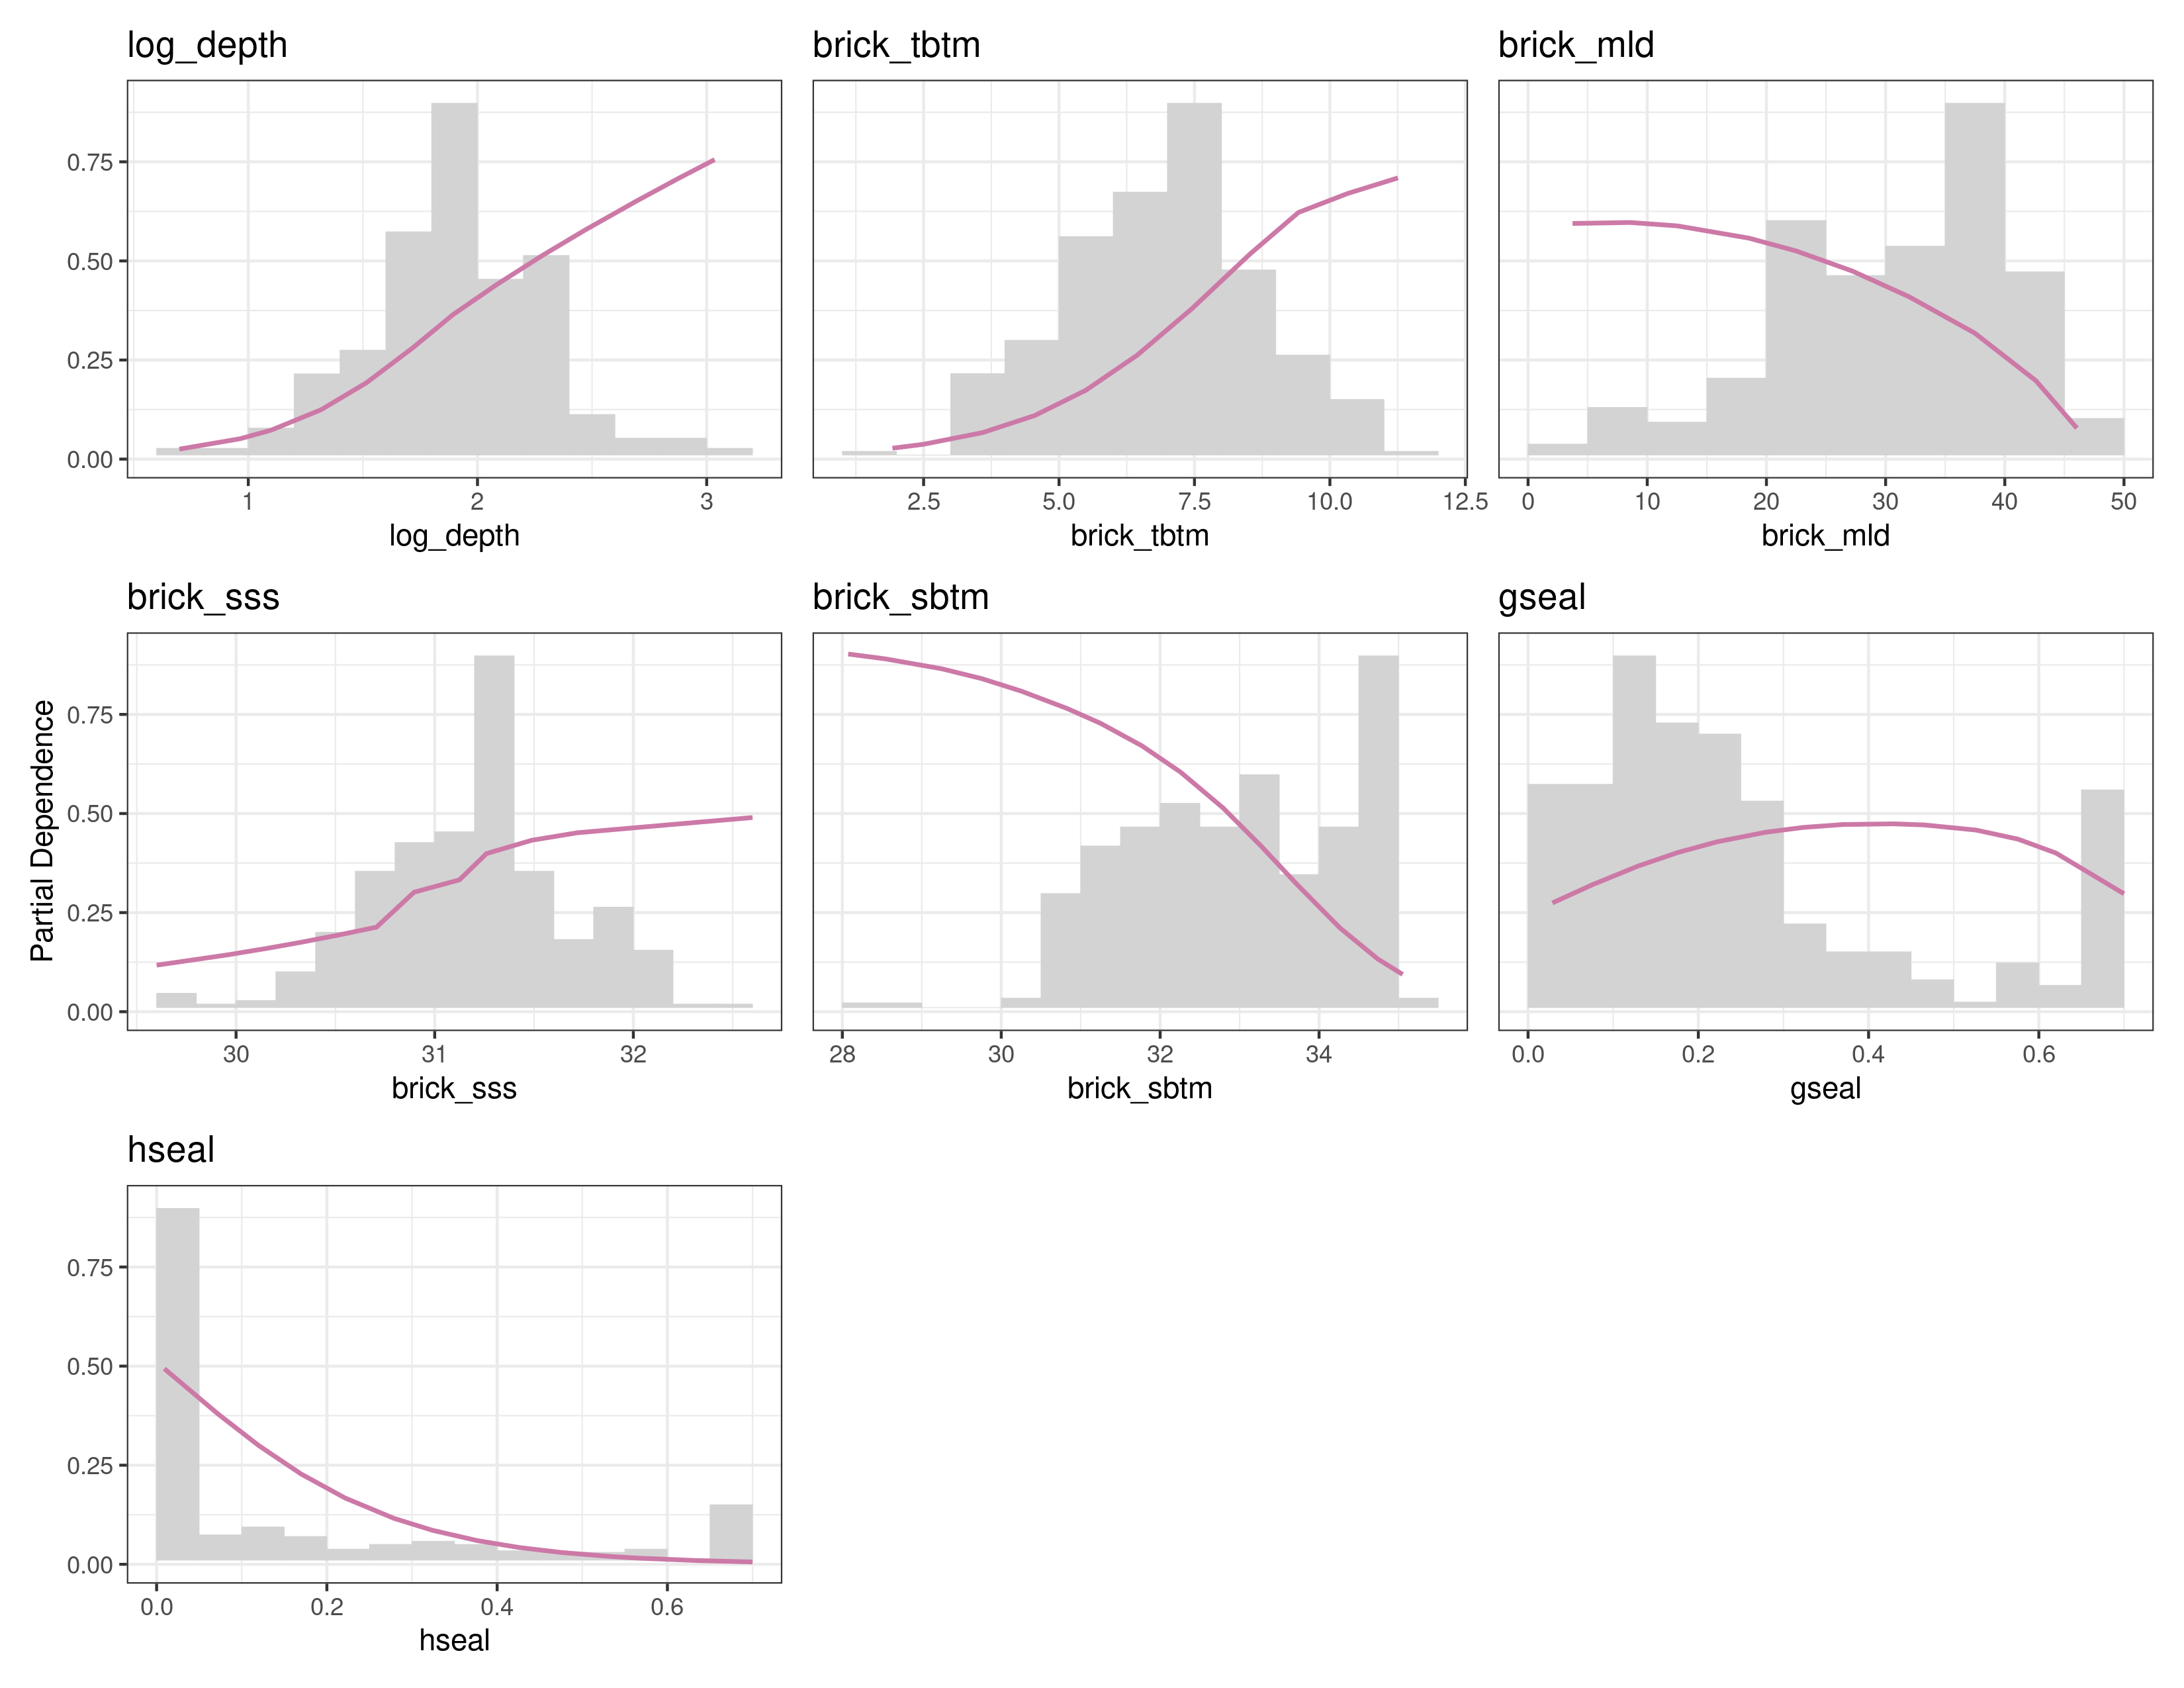 log_depth
brick_tbtm
brick_mld
0.75
0.50
0.25
0.00
1 2 3
2.5 5.0 7.5 10.0 12.5
0 10 20 30 40 50
log_depth
brick_tbtm
brick_mld
brick_sss
brick_sbtm
gseal
Partial Dependence
0.75
0.50
0.25
0.00
30 31 32
28 30 32 34
0.0 0.2 0.4 0.6
brick_sss
brick_sbtm
gseal
hseal
0.75
0.50
0.25
0.00
0.0 0.2 0.4 0.6
hseal